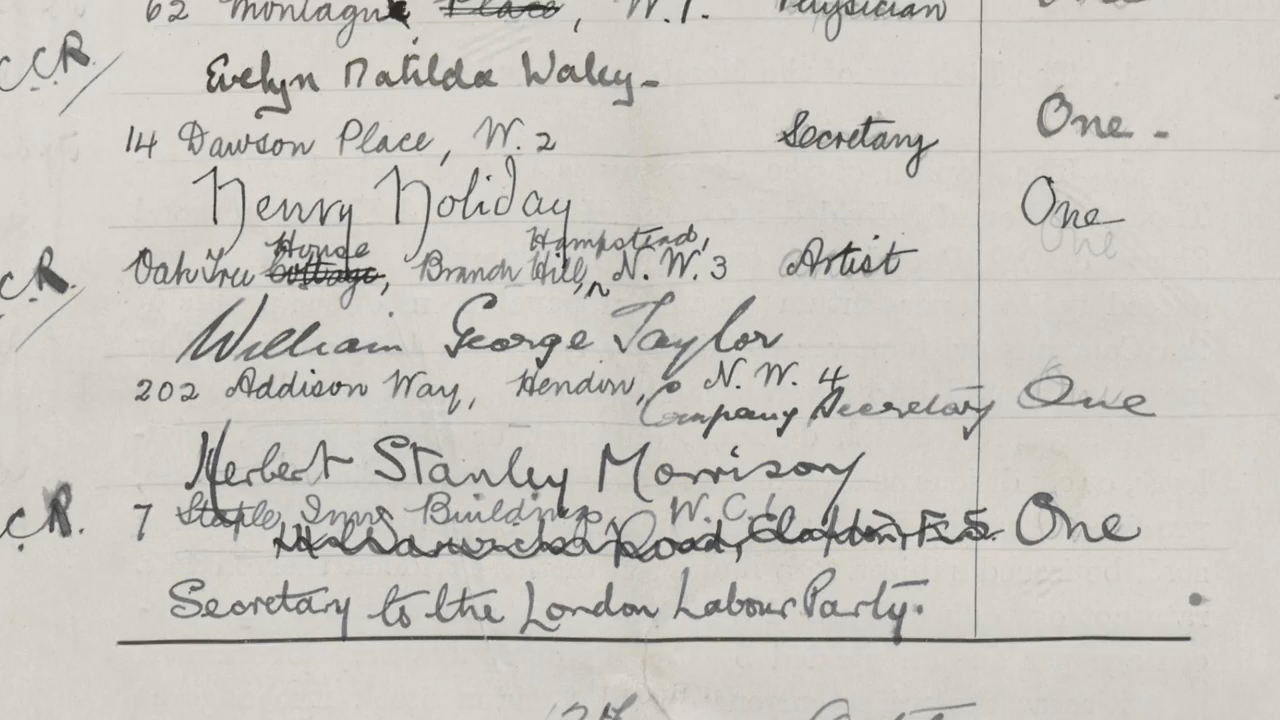 62 Montague Place, W.1. Physician One
C.C.R. Evelyn Matilda Waley -
14 Dawson Place, W.2 Secretary One -
Henry Holiday One
House Hampstead,
C.R. Oak Tree Cottage, Branch Hill, N.W.3 Artist
William George Taylor
202 Addison Way, Hendon, N.W.4
Company Secretary One
Herbert Stanley Morrison
C.R. 7 Staple Inns Buildings, W.C.1
Road, Clapton, E.5. One
Secretary to the London Labour Party.